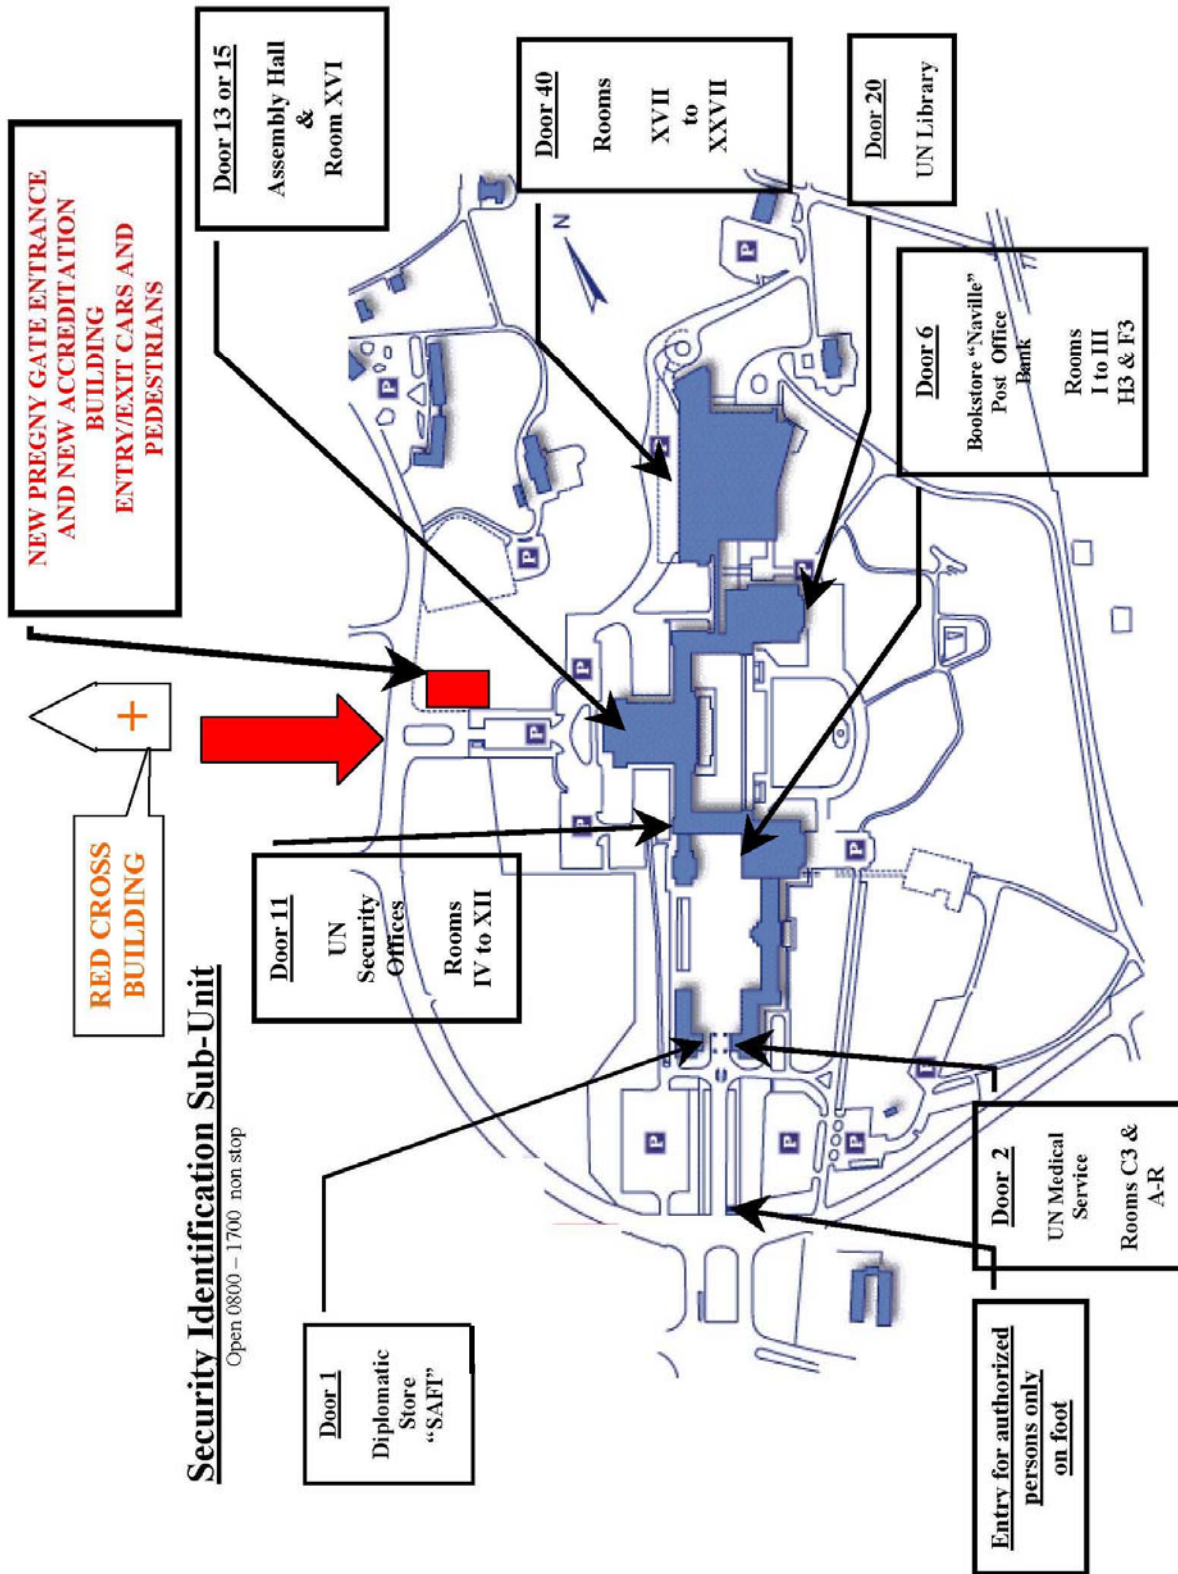 Security Identification Sub-Unit
Open 0800 – 1700 non stop
RED CROSS
BUILDING
NEW PREGNY GATE ENTRANCE
AND NEW ACCREDITATION
BUILDING
ENTRY/EXIT CARS AND
PEDESTRIANS
Door 1
Diplomatic
Store
“SAFI”
Door 11
UN
Security
Offices
Rooms
IV to XII
Door 13 or 15
Assembly Hall
&
Room XVI
Door 40
Rooms
XVII
to
XXVII
N
Door 20
UN Library
Door 6
Bookstore “Naville”
Post Office
Bank
Rooms
I to III
H3 & F3
Door 2
UN Medical
Service
Rooms C3 &
A-R
Entry for authorized
persons only
on foot
P
P
P
P
P
P
P
P
P
P
P
P
P